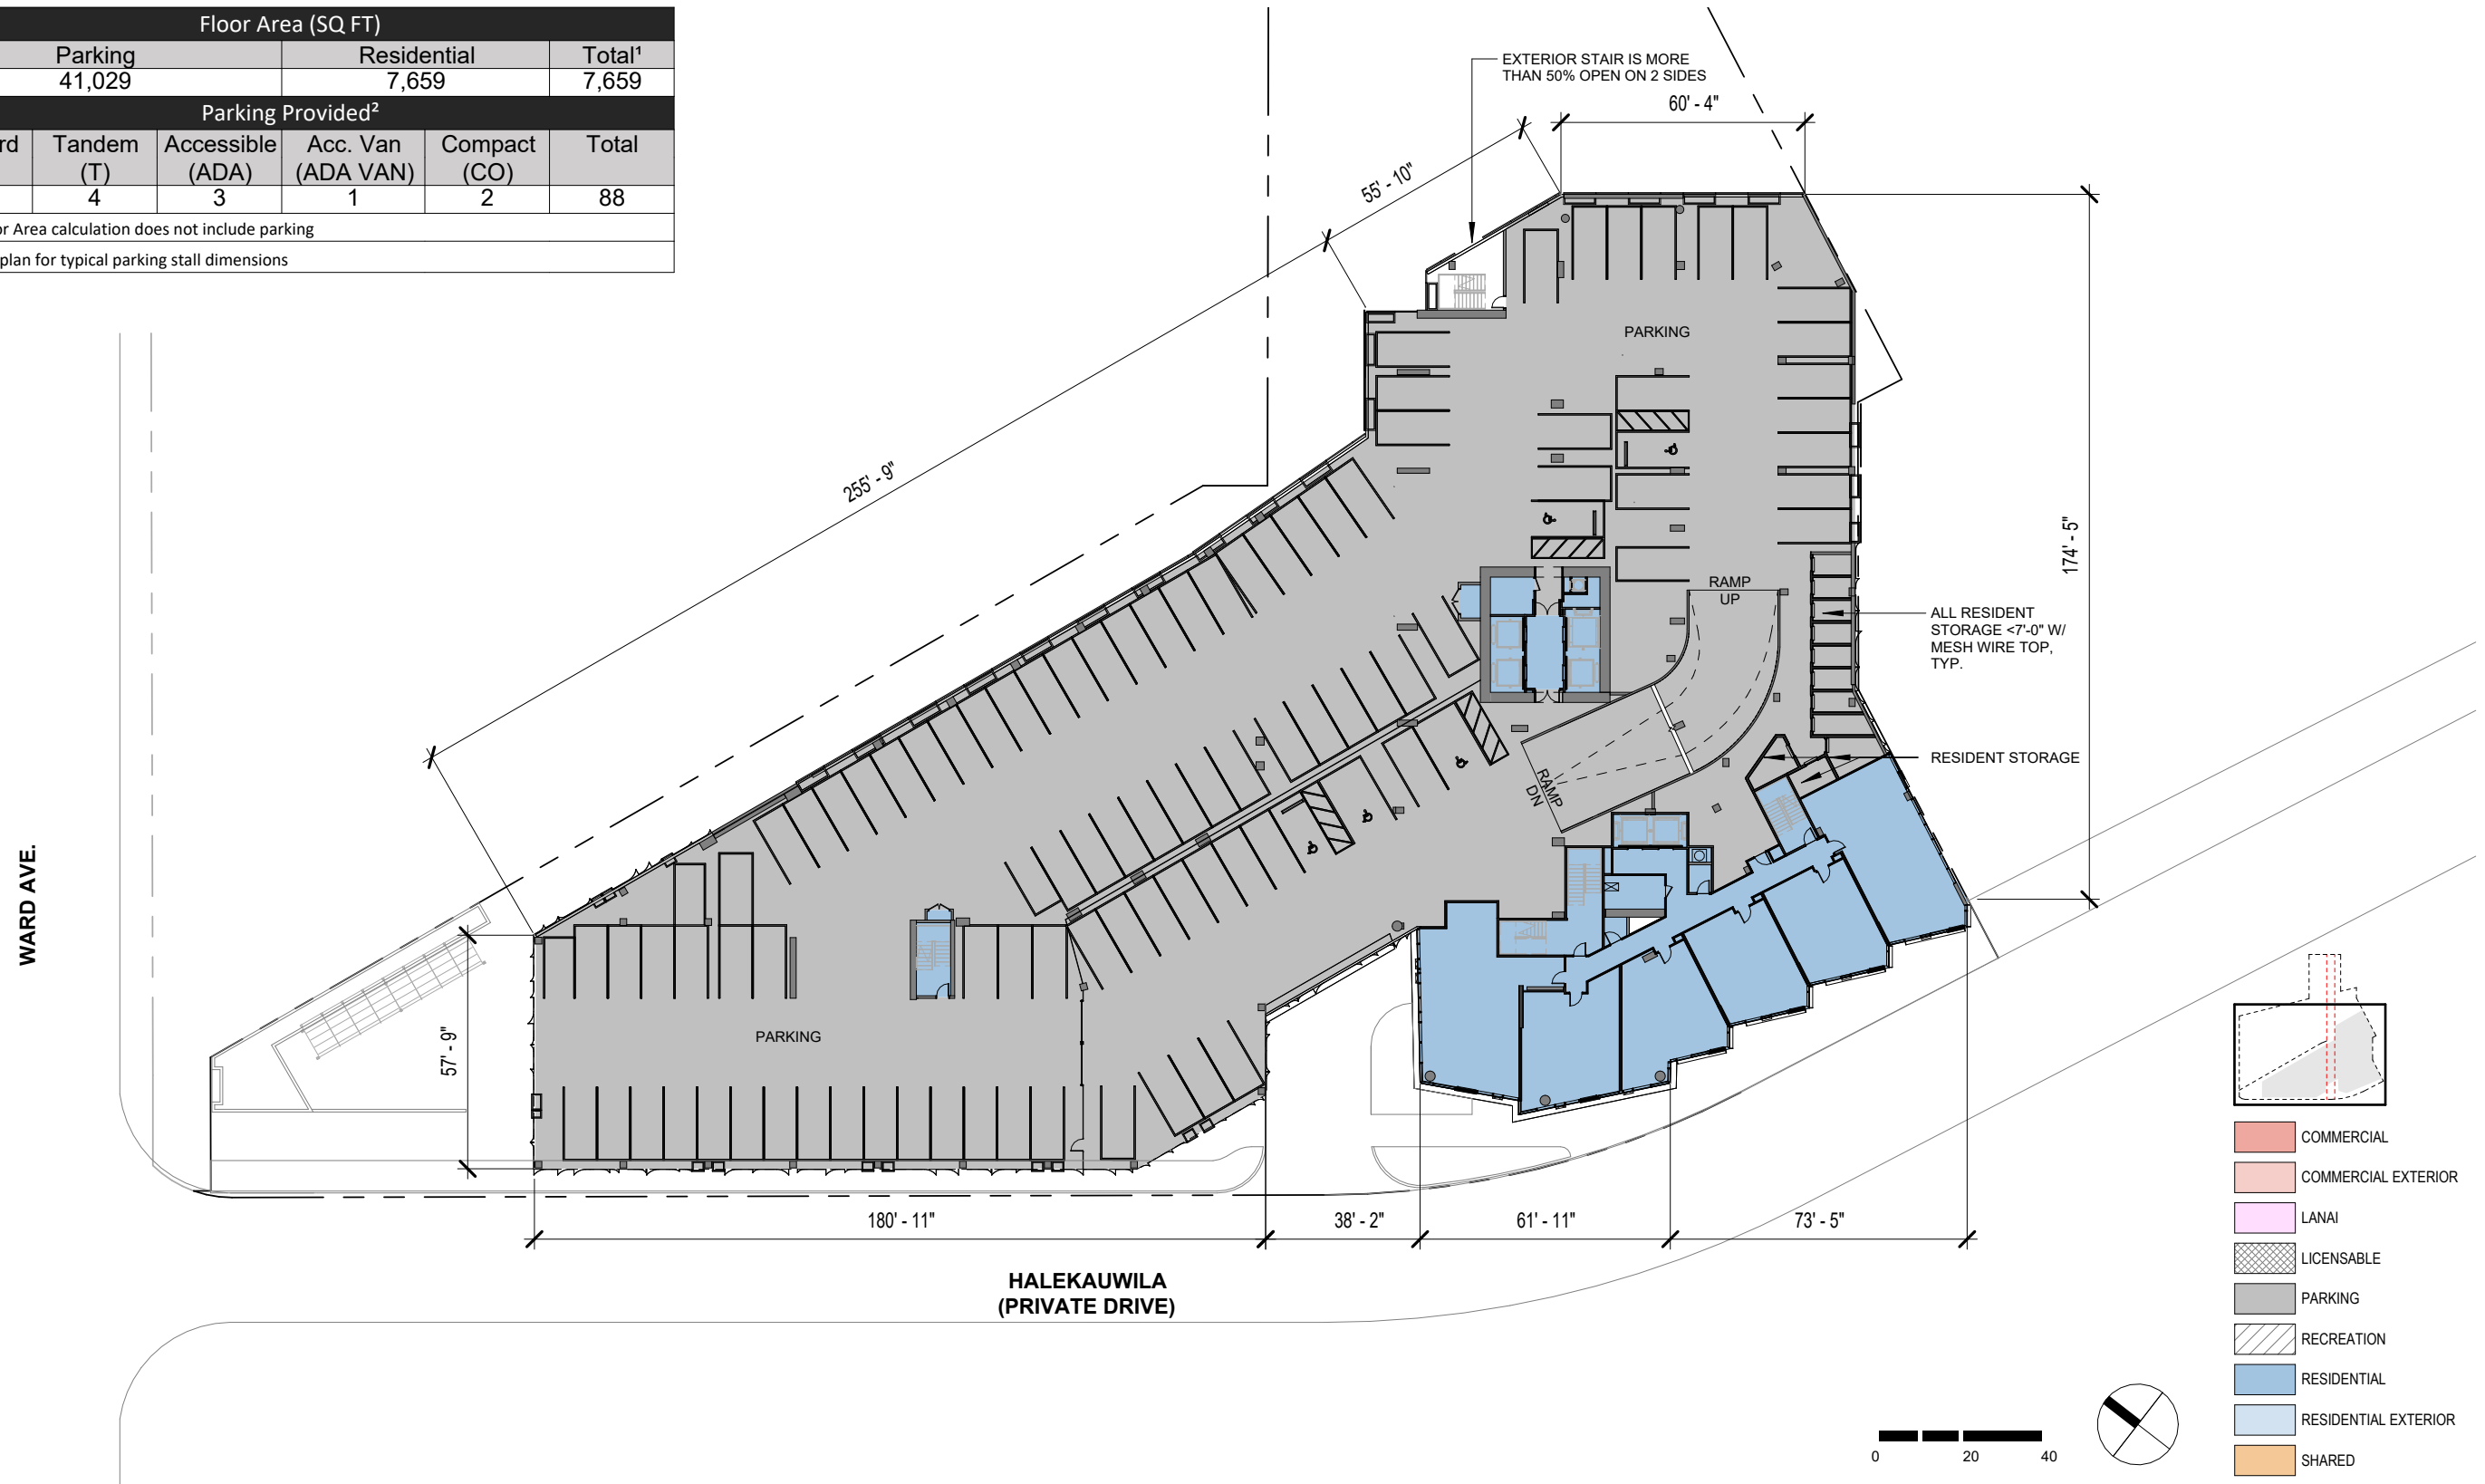 Floor Area (SQ FT)
Parking Residential Total¹
41,029 7,659 7,659
Parking Provided²
rd Tandem (T) Accessible (ADA) Acc. Van (ADA VAN) Compact (CO) Total
4 3 1 2 88
or Area calculation does not include parking
plan for typical parking stall dimensions
EXTERIOR STAIR IS MORE
THAN 50% OPEN ON 2 SIDES
60' - 4"
55' - 10"
255' - 9"
PARKING
174' - 5"
RAMP
UP
ALL RESIDENT
STORAGE <7'-0" W/
MESH WIRE TOP,
TYP.
RESIDENT STORAGE
RAMP
DN
WARD AVE.
57' - 9"
PARKING
180' - 11"
38' - 2"
61' - 11"
73' - 5"
HALEKAUWILA
(PRIVATE DRIVE)
COMMERCIAL
COMMERCIAL EXTERIOR
LANAI
LICENSABLE
PARKING
RECREATION
RESIDENTIAL
RESIDENTIAL EXTERIOR
SHARED
0 20 40